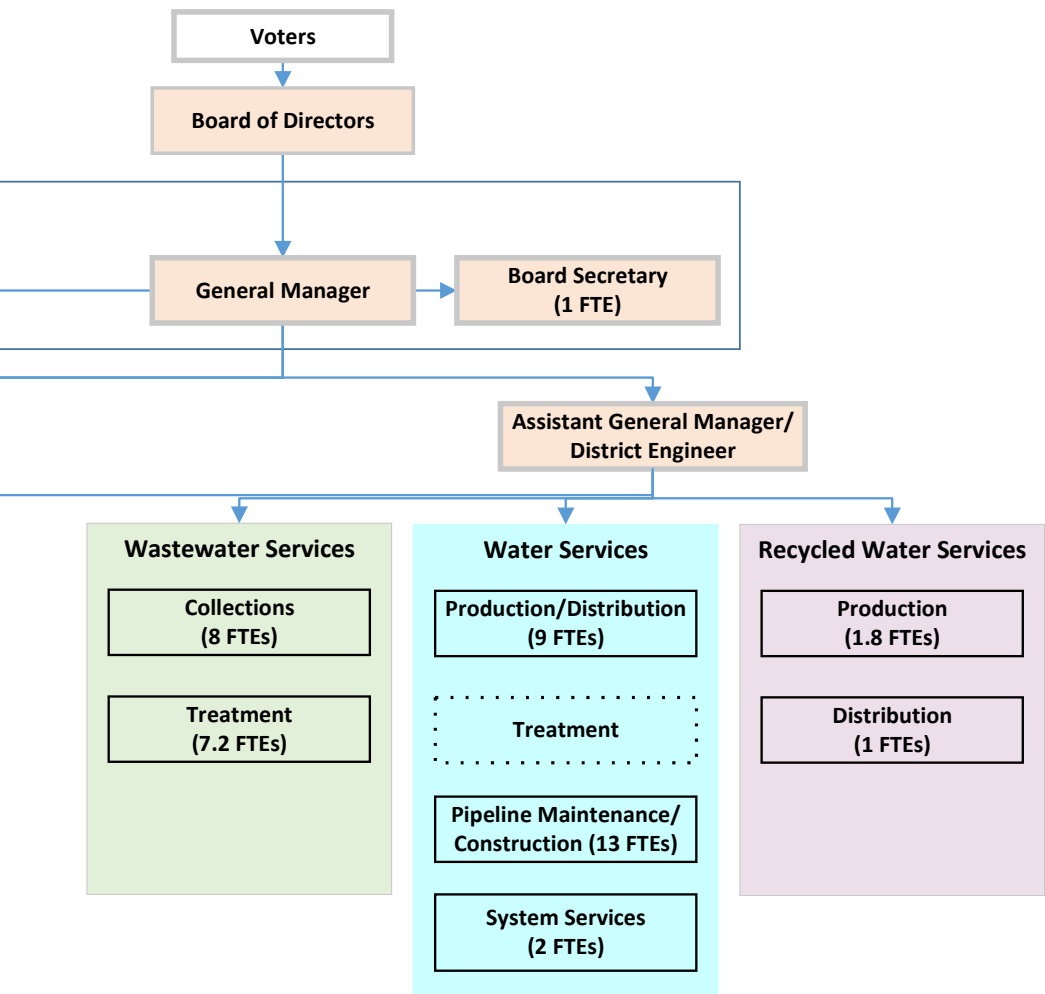 Voters
Board of Directors
General Manager
Board Secretary
(1 FTE)
Assistant General Manager/
District Engineer
Wastewater Services
Collections
(8 FTEs)
Treatment
(7.2 FTEs)
Water Services
Production/Distribution
(9 FTEs)
Treatment
Pipeline Maintenance/
Construction (13 FTEs)
System Services
(2 FTEs)
Recycled Water Services
Production
(1.8 FTEs)
Distribution
(1 FTEs)